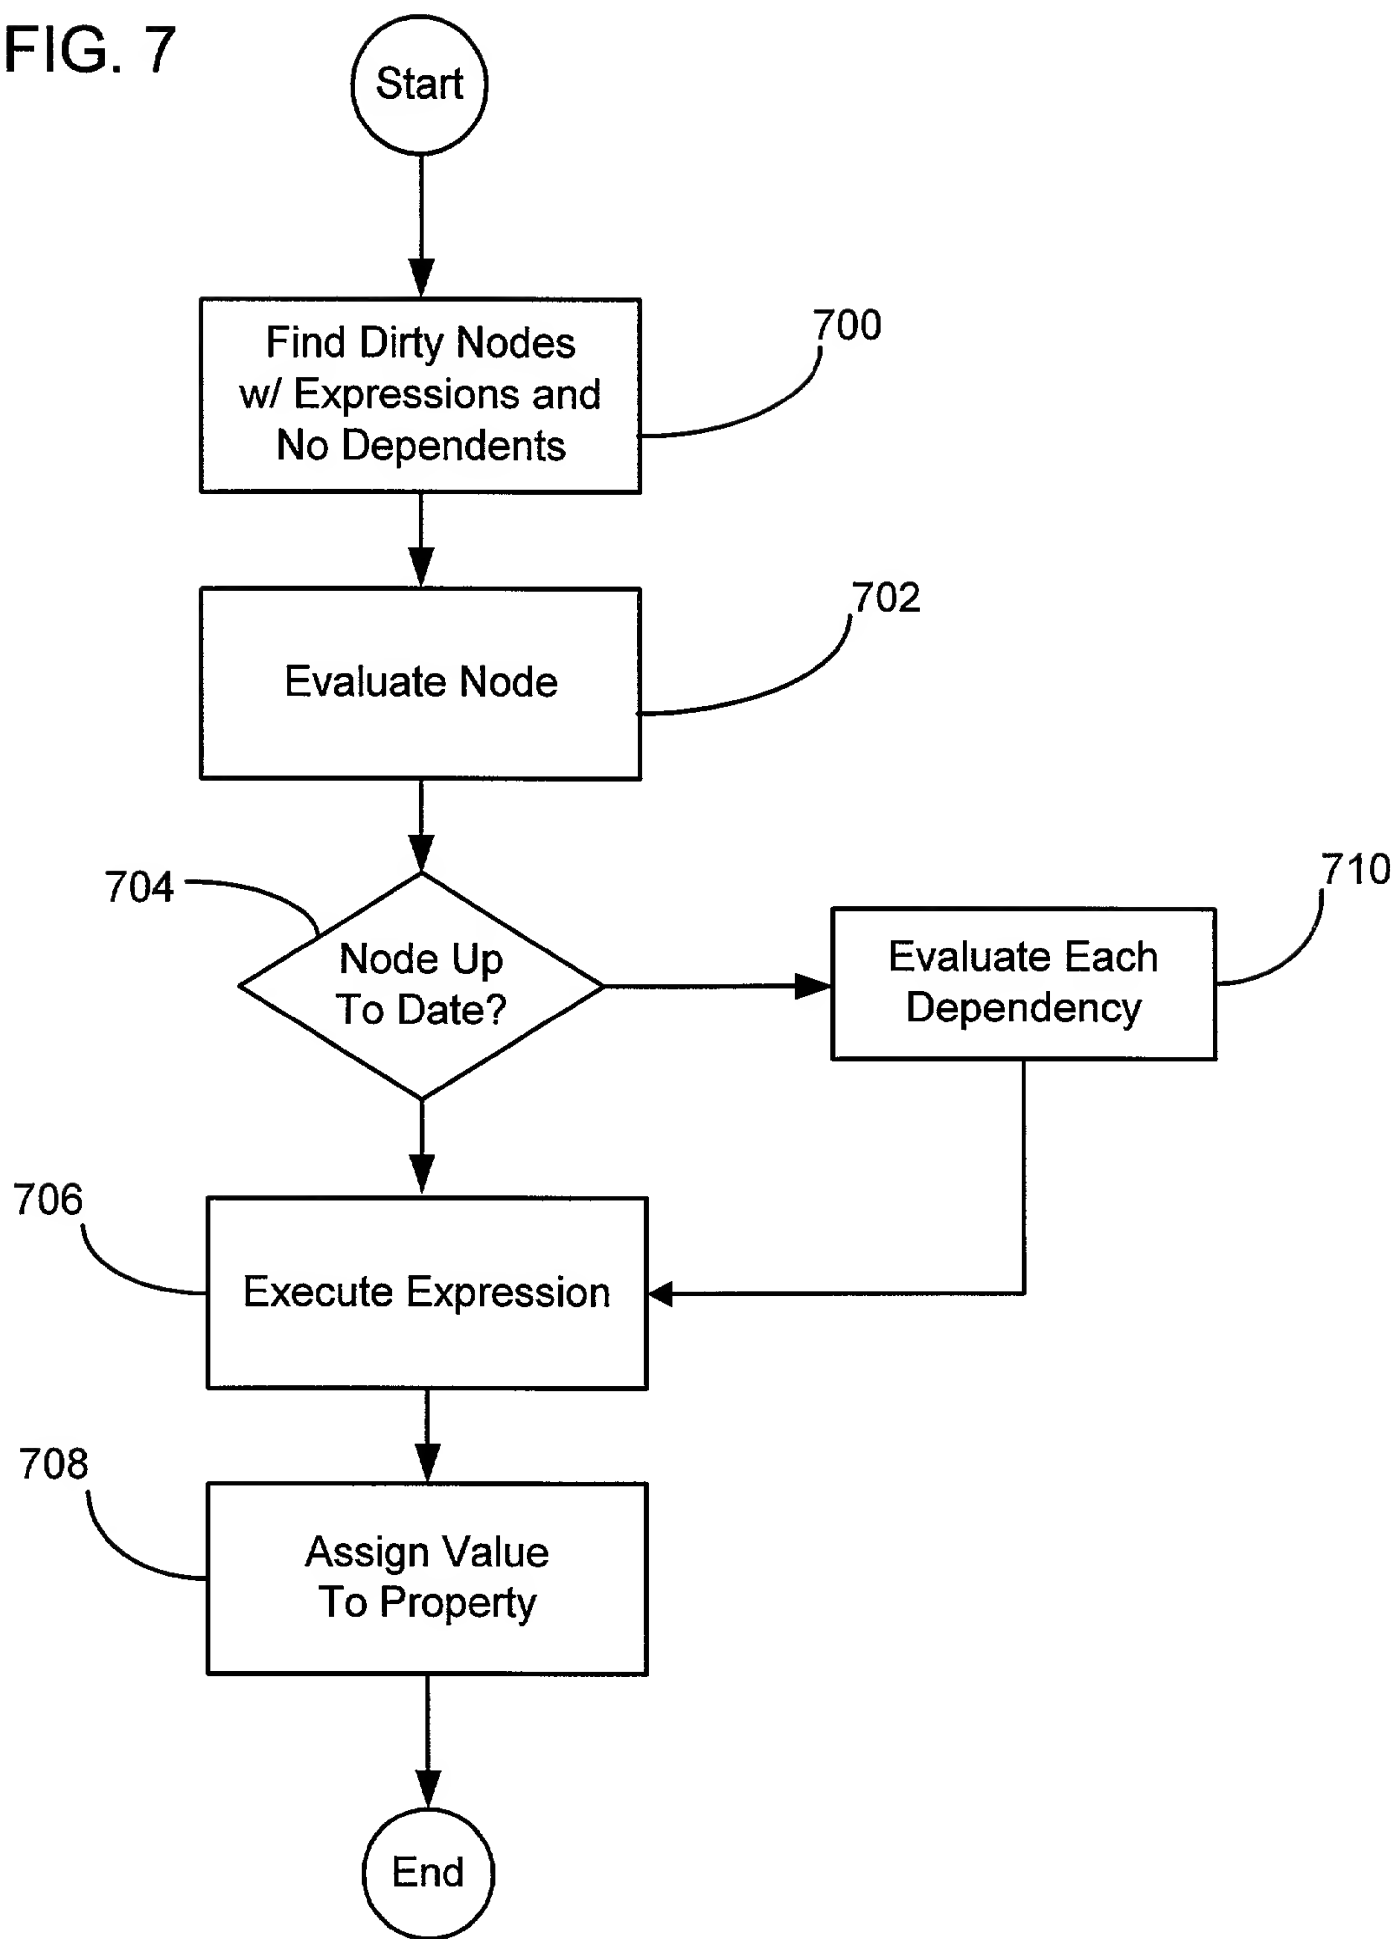 FIG. 7
Start
Find Dirty Nodes
w/ Expressions and
No Dependents
700
Evaluate Node
702
704
Node Up
To Date?
710
Evaluate Each
Dependency
706
Execute Expression
708
Assign Value
To Property
End